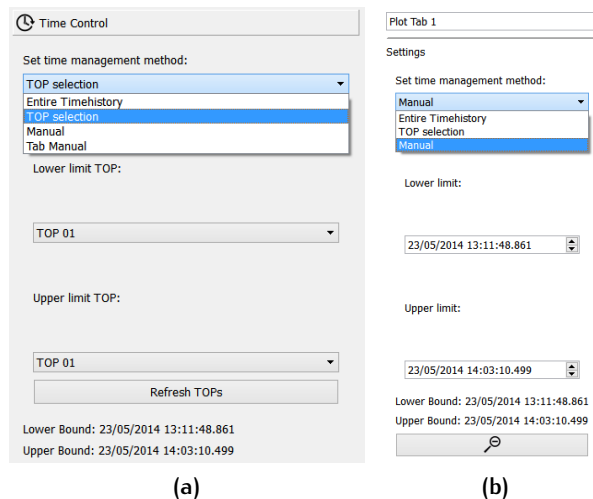 Time Control
Set time management method:
TOP selection
Entire Timehistory
TOP selection
Manual
Tab Manual
Lower limit TOP:
TOP 01
Upper limit TOP:
TOP 01
Refresh TOPs
Lower Bound: 23/05/2014 13:11:48.861
Upper Bound: 23/05/2014 14:03:10.499
(a)
Plot Tab 1
Settings
Set time management method:
Manual
Entire Timehistory
TOP selection
Manual
Lower limit:
23/05/2014 13:11:48.861
Upper limit:
23/05/2014 14:03:10.499
Lower Bound: 23/05/2014 13:11:48.861
Upper Bound: 23/05/2014 14:03:10.499
(b)